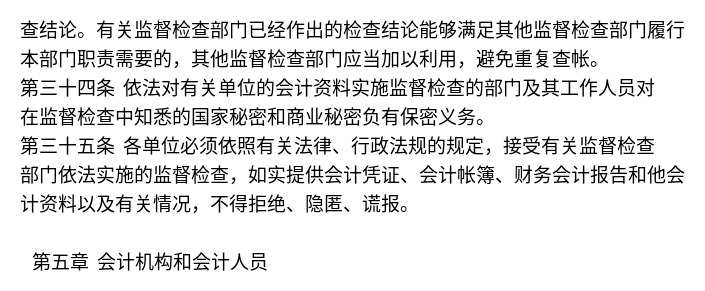 查结论。有关监督检查部门已经作出的检查结论能够满足其他监督检查部门履行
本部门职责需要的，其他监督检查部门应当加以利用，避免重复查帐。
第三十四条 依法对有关单位的会计资料实施监督检查的部门及其工作人员对
在监督检查中知悉的国家秘密和商业秘密负有保密义务。
第三十五条 各单位必须依照有关法律、行政法规的规定，接受有关监督检查
部门依法实施的监督检查，如实提供会计凭证、会计帐簿、财务会计报告和他会
计资料以及有关情况，不得拒绝、隐匿、谎报。
第五章 会计机构和会计人员